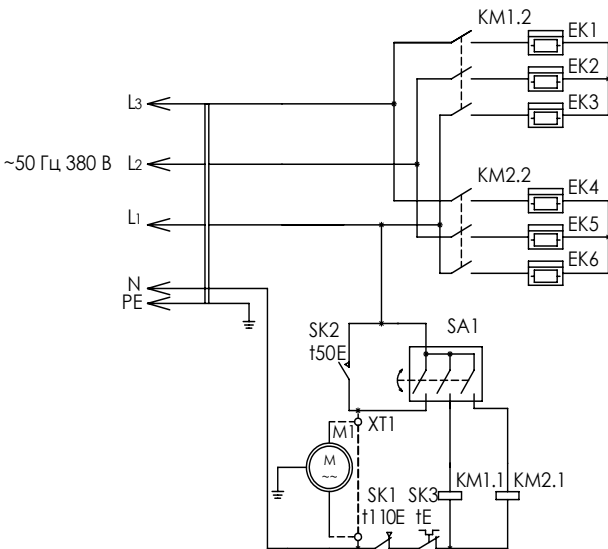 KM1.2
EK1
EK2
EK3
L3
~50 Гц 380 В L2
L1
KM2.2
EK4
EK5
EK6
N
PE
SK2
t50E
SA1
M1
XT1
M
~~
SK1
t110E
SK3
tE
KM1.1
KM2.1